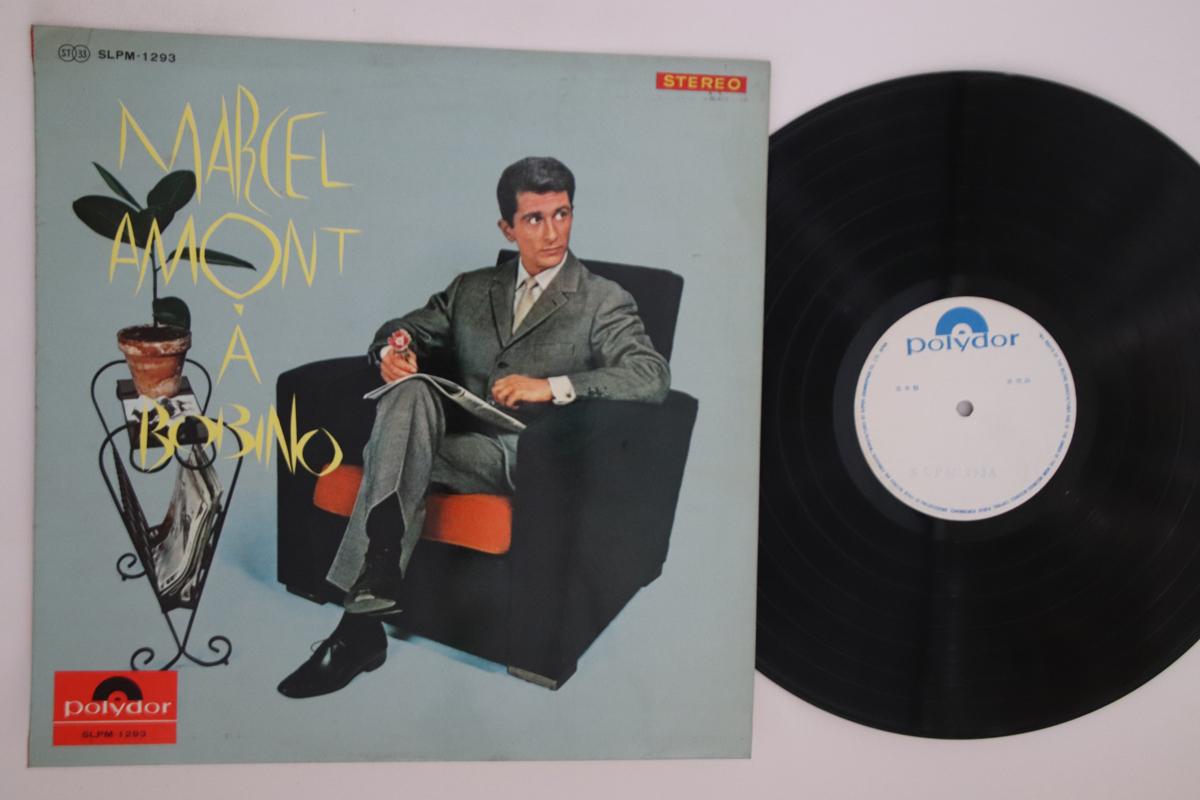 ST 33 SLPM-1293
STEREO
MARCEL
AMONT
À
BOBINO
polydor
SLPM-1293
polydor